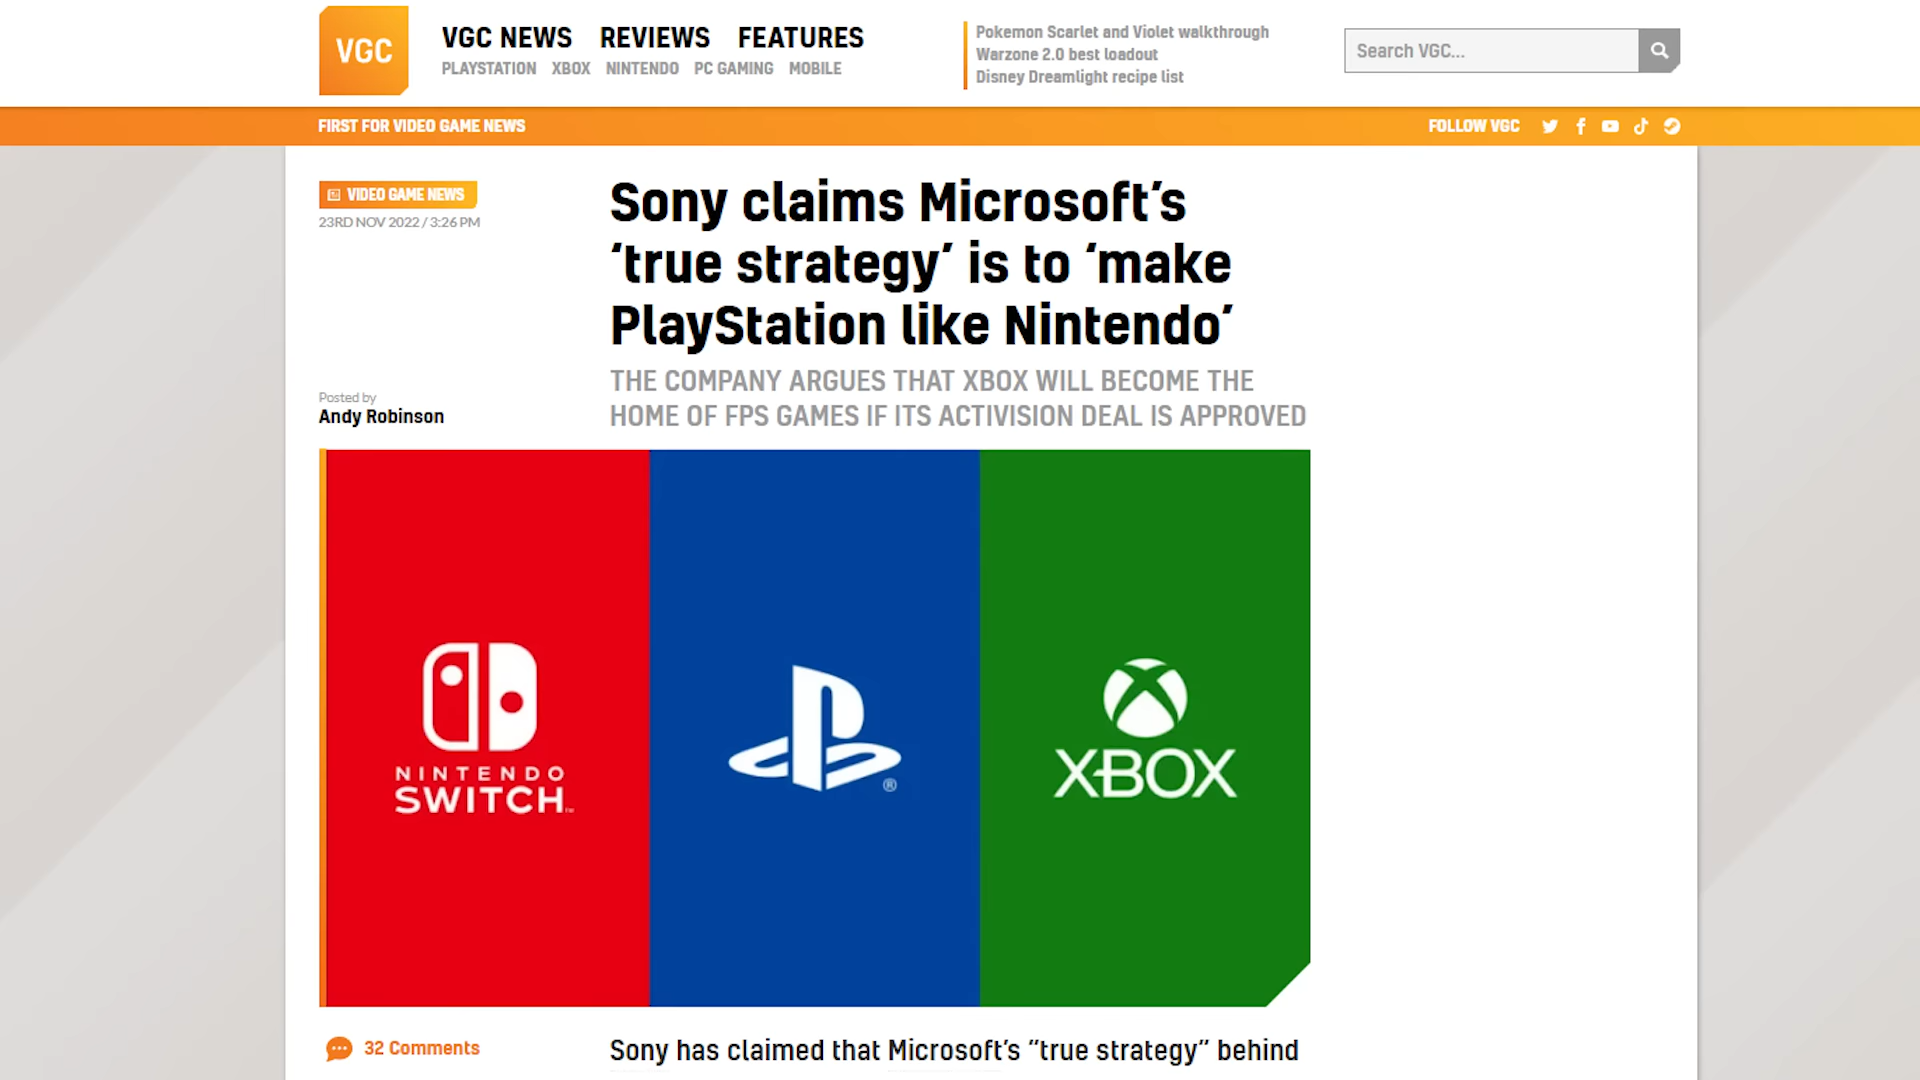 VGC
VGC NEWS REVIEWS FEATURES
PLAYSTATION XBOX NINTENDO PC GAMING MOBILE
Pokemon Scarlet and Violet walkthrough
Warzone 2.0 best loadout
Disney Dreamlight recipe list
Search VGC...
FIRST FOR VIDEO GAME NEWS
FOLLOW VGC
VIDEO GAME NEWS
23RD NOV 2022 / 3:26 PM
Sony claims Microsoft’s
‘true strategy’ is to ‘make
PlayStation like Nintendo’
THE COMPANY ARGUES THAT XBOX WILL BECOME THE
HOME OF FPS GAMES IF ITS ACTIVISION DEAL IS APPROVED
Posted by
Andy Robinson
NINTENDO
SWITCH™
®
XBOX
32 Comments
Sony has claimed that Microsoft’s “true strategy” behind